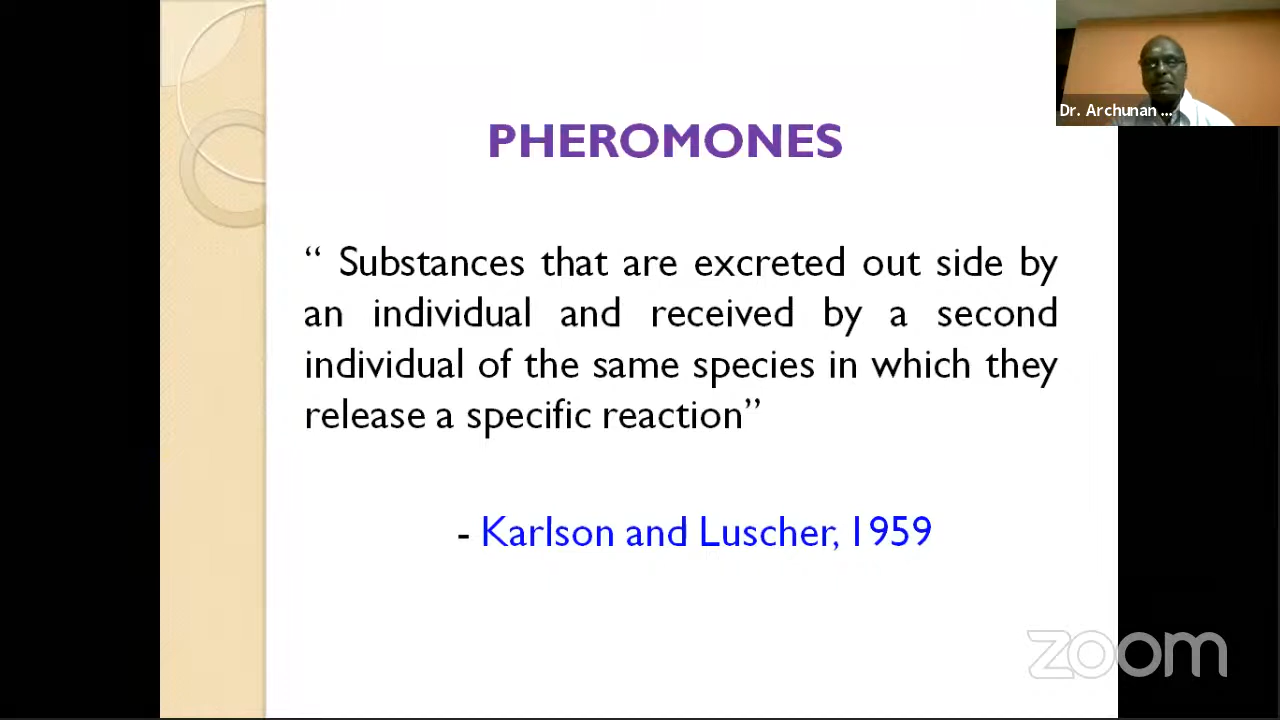 Dr. Archunan ...
PHEROMONES
“ Substances that are excreted out side by
an individual and received by a second
individual of the same species in which they
release a specific reaction”
- Karlson and Luscher, 1959
zoom